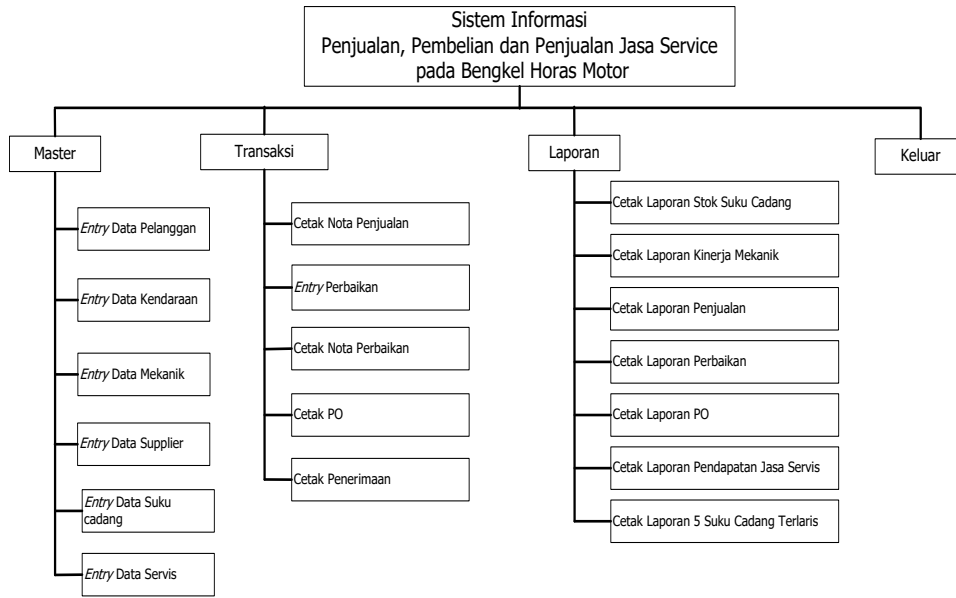 Sistem Informasi
Penjualan, Pembelian dan Penjualan Jasa Service
pada Bengkel Horas Motor
Master
Entry Data Pelanggan
Entry Data Kendaraan
Entry Data Mekanik
Entry Data Supplier
Entry Data Suku
cadang
Entry Data Servis
Transaksi
Cetak Nota Penjualan
Entry Perbaikan
Cetak Nota Perbaikan
Cetak PO
Cetak Penerimaan
Laporan
Cetak Laporan Stok Suku Cadang
Cetak Laporan Kinerja Mekanik
Cetak Laporan Penjualan
Cetak Laporan Perbaikan
Cetak Laporan PO
Cetak Laporan Pendapatan Jasa Servis
Cetak Laporan 5 Suku Cadang Terlaris
Keluar